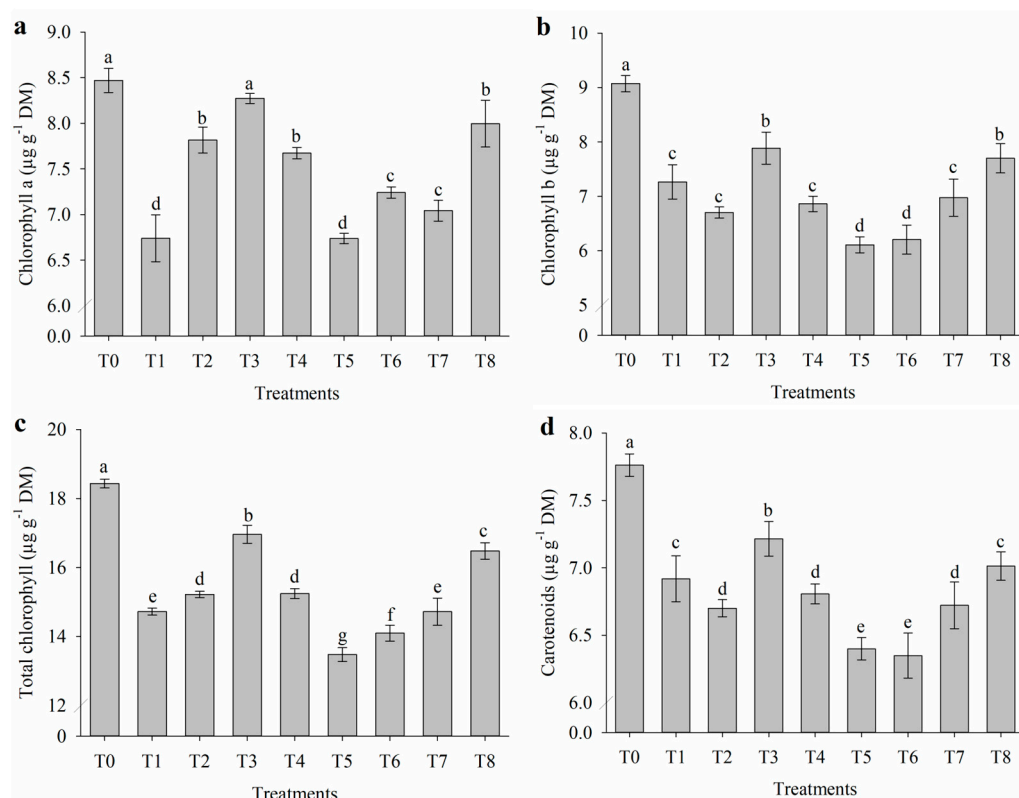 a
9.0
8.5
8.0
7.5
7.0
6.5
6.0
0.0
Chlorophyll a (µg g-1 DM)
a
d
b
a
b
d
c
c
b
T0 T1 T2 T3 T4 T5 T6 T7 T8
Treatments
b
10
9
8
7
6
5
0
Chlorophyll b (µg g-1 DM)
a
c
c
b
c
d
d
c
b
T0 T1 T2 T3 T4 T5 T6 T7 T8
Treatments
c
20
18
16
14
12
0
Total chlorophyll (µg g-1 DM)
a
e
d
b
d
g
f
e
c
T0 T1 T2 T3 T4 T5 T6 T7 T8
Treatments
d
8.0
7.5
7.0
6.5
6.0
0.0
Carotenoids (µg g-1 DM)
a
c
d
b
d
e
e
d
c
T0 T1 T2 T3 T4 T5 T6 T7 T8
Treatments